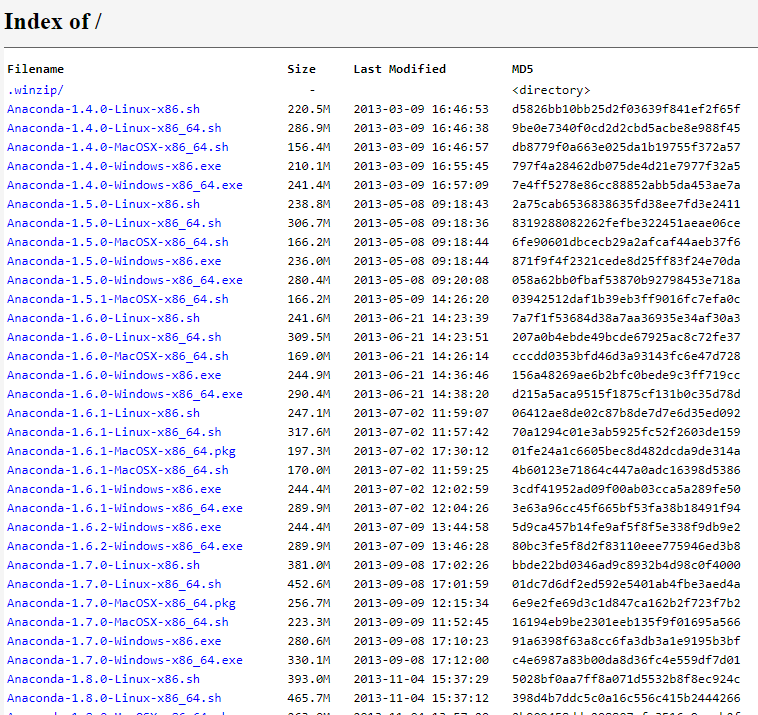 Index of /
Filename Size Last Modified MD5
.winzip/ - <directory>
Anaconda-1.4.0-Linux-x86.sh 220.5M 2013-03-09 16:46:53 d5826bb10bb25d2f03639f841ef2f65f
Anaconda-1.4.0-Linux-x86_64.sh 286.9M 2013-03-09 16:46:38 9be0e7340f0cd2d2cbd5acbe8e988f45
Anaconda-1.4.0-MacOSX-x86_64.sh 156.4M 2013-03-09 16:46:57 db8779f0a663e025da1b19755f372a57
Anaconda-1.4.0-Windows-x86.exe 210.1M 2013-03-09 16:55:45 797f4a28462db075de4d21e7977f32a5
Anaconda-1.4.0-Windows-x86_64.exe 241.4M 2013-03-09 16:57:09 7e4ff5278e86cc88852abb5da453ae7a
Anaconda-1.5.0-Linux-x86.sh 238.8M 2013-05-08 09:18:43 2a75cab6536838635fd38ee7fd3e2411
Anaconda-1.5.0-Linux-x86_64.sh 306.7M 2013-05-08 09:18:36 8319288082262fefbe322451aeae06ce
Anaconda-1.5.0-MacOSX-x86_64.sh 166.2M 2013-05-08 09:18:44 6fe90601dbcecb29a2afcaf44aeb37f6
Anaconda-1.5.0-Windows-x86.exe 236.0M 2013-05-08 09:18:44 871f9f4f2321cede8d25ff83f24e70da
Anaconda-1.5.0-Windows-x86_64.exe 280.4M 2013-05-08 09:20:08 058a62bb0fbaf53870b92798453e718a
Anaconda-1.5.1-MacOSX-x86_64.sh 166.2M 2013-05-09 14:26:20 03942512daf1b39eb3ff9016fc7efa0c
Anaconda-1.6.0-Linux-x86.sh 241.6M 2013-06-21 14:23:39 7a7f1f53684d38a7aa36935e34af30a3
Anaconda-1.6.0-Linux-x86_64.sh 309.5M 2013-06-21 14:23:51 207a0b4ebde49bcde67925ac8c72fe37
Anaconda-1.6.0-MacOSX-x86_64.sh 169.0M 2013-06-21 14:26:14 cccdd0353bfd46d3a93143fc6e47d728
Anaconda-1.6.0-Windows-x86.exe 244.9M 2013-06-21 14:36:46 156a48269ae6b2bfc0bede9c3ff719cc
Anaconda-1.6.0-Windows-x86_64.exe 290.4M 2013-06-21 14:38:20 d215a5aca9515f1875cf131b0c35d78d
Anaconda-1.6.1-Linux-x86.sh 247.1M 2013-07-02 11:59:07 06412ae8de02c87b8de7d7e6d35ed092
Anaconda-1.6.1-Linux-x86_64.sh 317.6M 2013-07-02 11:57:42 70a1294c01e3ab5925fc52f2603de159
Anaconda-1.6.1-MacOSX-x86_64.pkg 197.3M 2013-07-02 17:30:12 01fe24a1c6605bec8d482dcda9de314a
Anaconda-1.6.1-MacOSX-x86_64.sh 170.0M 2013-07-02 11:59:25 4b60123e71864c447a0adc16398d5386
Anaconda-1.6.1-Windows-x86.exe 244.4M 2013-07-02 12:02:59 3cdf41952ad09f00ab03cca5a289fe50
Anaconda-1.6.1-Windows-x86_64.exe 289.9M 2013-07-02 12:04:26 3e63a96cc45f665bf53fa38b18491f94
Anaconda-1.6.2-Windows-x86.exe 244.4M 2013-07-09 13:44:58 5d9ca457b14fe9af5f8f5e338f9db9e2
Anaconda-1.6.2-Windows-x86_64.exe 289.9M 2013-07-09 13:46:28 80bc3fe5f8d2f83110eee775946ed3b8
Anaconda-1.7.0-Linux-x86.sh 381.0M 2013-09-08 17:02:26 bbde22bd0346ad9c8932b4d98c0f4000
Anaconda-1.7.0-Linux-x86_64.sh 452.6M 2013-09-08 17:01:59 01dc7d6df2ed592e5401ab4fbe3aed4a
Anaconda-1.7.0-MacOSX-x86_64.pkg 256.7M 2013-09-09 12:15:34 6e9e2fe69d3c1d847ca162b2f723f7b2
Anaconda-1.7.0-MacOSX-x86_64.sh 223.3M 2013-09-09 11:52:45 16194eb9be2301eeb135f9f01695a566
Anaconda-1.7.0-Windows-x86.exe 280.6M 2013-09-08 17:10:23 91a6398f63a8cc6fa3db3a1e9195b3bf
Anaconda-1.7.0-Windows-x86_64.exe 330.1M 2013-09-08 17:12:00 c4e6987a83b00da8d36fc4e559df7d01
Anaconda-1.8.0-Linux-x86.sh 393.0M 2013-11-04 15:37:29 5028bf0aa7ff8a071d5532b8f8ec924c
Anaconda-1.8.0-Linux-x86_64.sh 465.7M 2013-11-04 15:37:12 398d4b7ddc5c0a16c556c415b2444266